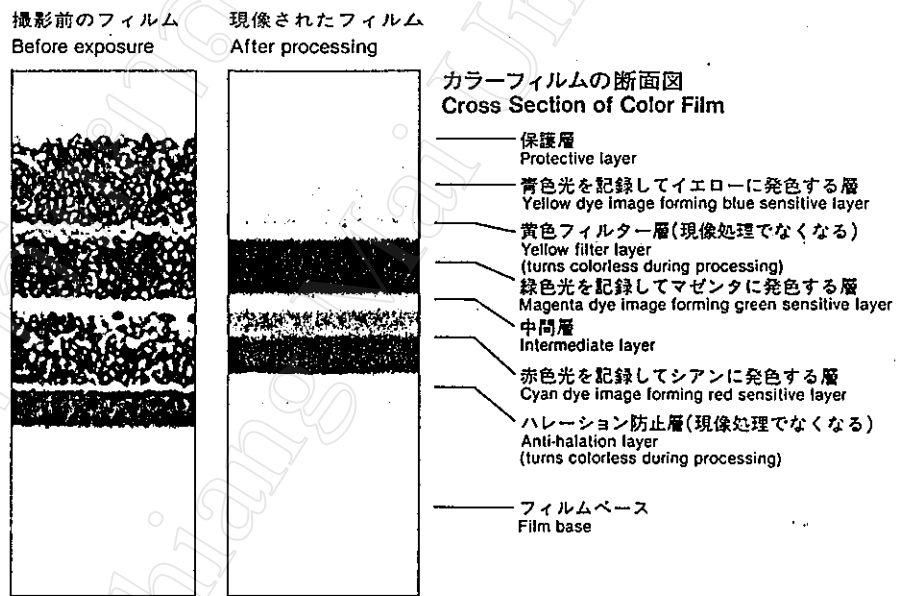 撮影前のフィルム
Before exposure
現像されたフィルム
After processing
カラーフィルムの断面図
Cross Section of Color Film
保護層
Protective layer
青色光を記録してイエローに発色する層
Yellow dye image forming blue sensitive layer
黄色フィルター層(現像処理でなくなる)
Yellow filter layer
(turns colorless during processing)
緑色光を記録してマゼンタに発色する層
Magenta dye image forming green sensitive layer
中間層
Intermediate layer
赤色光を記録してシアンに発色する層
Cyan dye image forming red sensitive layer
ハレーション防止層(現像処理でなくなる)
Anti-halation layer
(turns colorless during processing)
フィルムベース
Film base